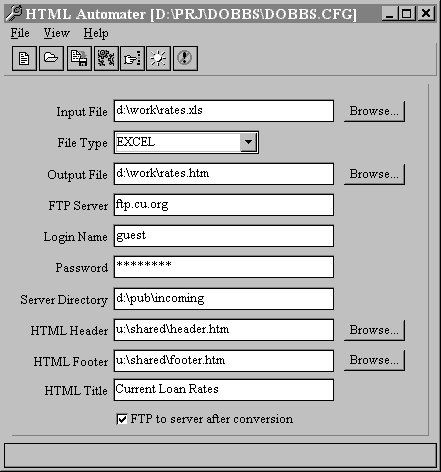 HTML Automater [D:\PRJ\DOBBS\DOBBS.CFG]
File View Help
Input File d:\work\rates.xls Browse...
File Type EXCEL
Output File d:\work\rates.htm Browse...
FTP Server ftp.cu.org
Login Name guest
Password ********
Server Directory d:\pub\incoming
HTML Header u:\shared\header.htm Browse...
HTML Footer u:\shared\footer.htm Browse...
HTML Title Current Loan Rates
FTP to server after conversion